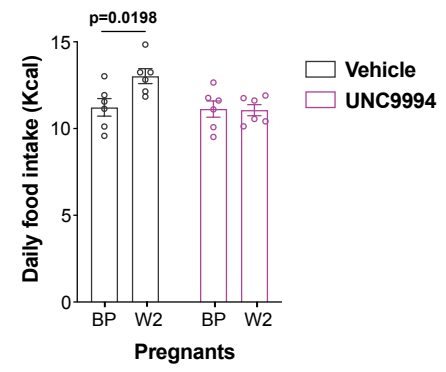 p=0.0198
Daily food intake (Kcal)
15
10
5
0
BP W2 BP W2
Pregnants
Vehicle
UNC9994